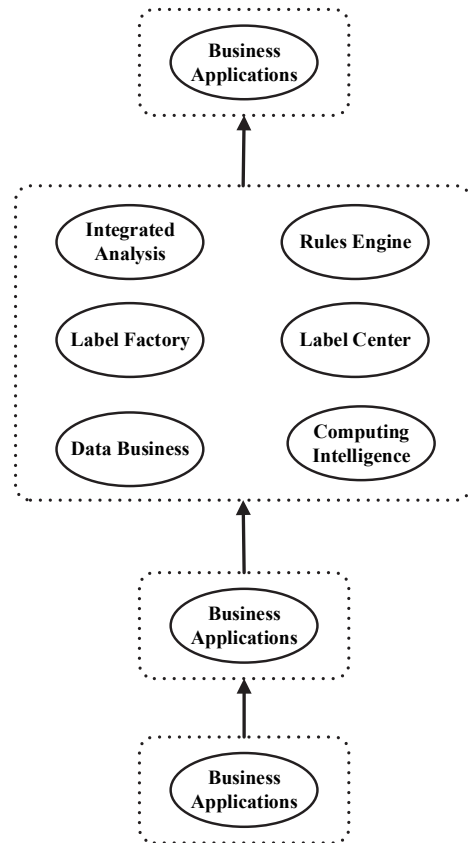 Business
Applications
Integrated
Analysis
Rules Engine
Label Factory
Label Center
Data Business
Computing
Intelligence
Business
Applications
Business
Applications